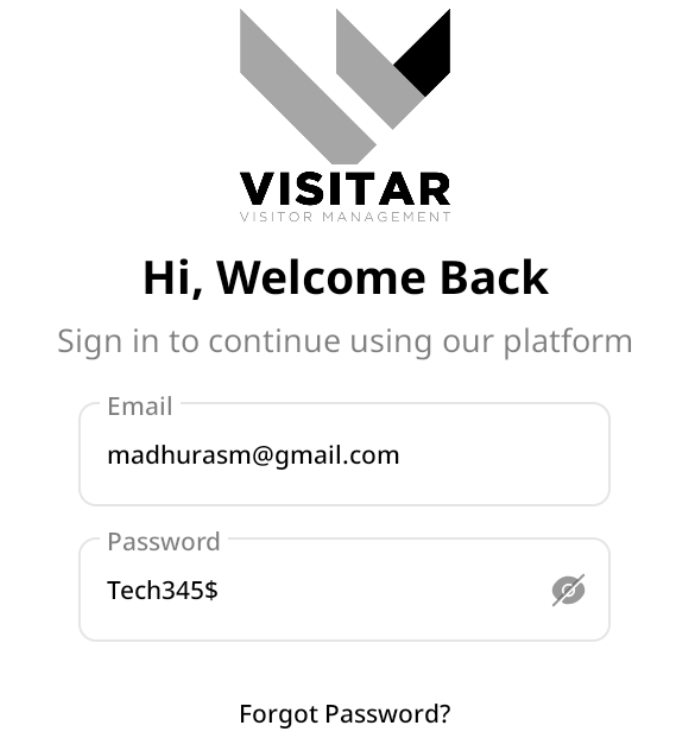 VISITAR
VISITOR MANAGEMENT
Hi, Welcome Back
Sign in to continue using our platform
Email
madhurasm@gmail.com
Password
Tech345$
Forgot Password?